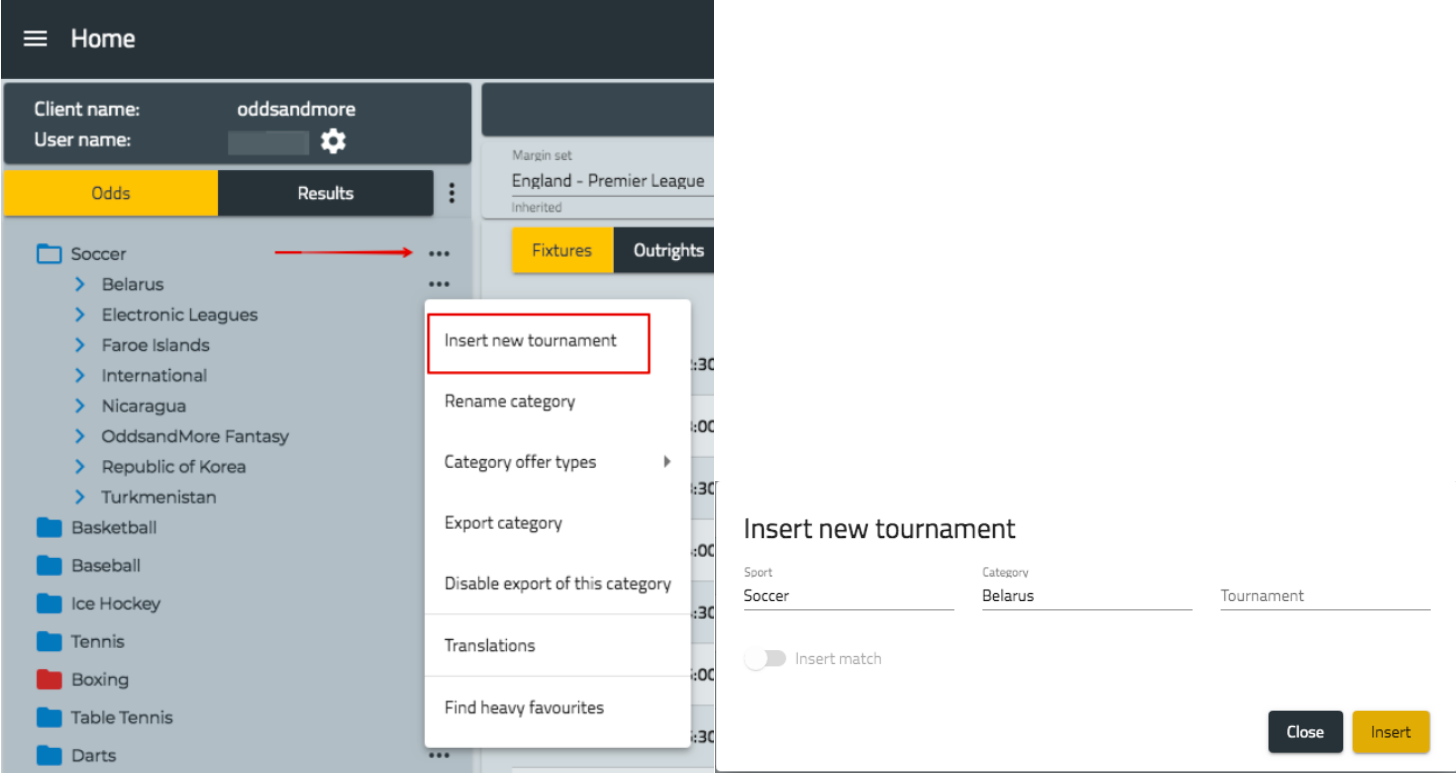 Home
Client name: oddsandmore
User name:
Odds Results
Soccer
Belarus
Electronic Leagues
Faroe Islands
International
Nicaragua
OddsandMore Fantasy
Republic of Korea
Turkmenistan
Basketball
Baseball
Ice Hockey
Tennis
Boxing
Table Tennis
Darts
Margin set
England - Premier League
Inherited
Fixtures Outrights
Insert new tournament
Rename category
Category offer types
Export category
Disable export of this category
Translations
Find heavy favourites
:30
:00
:30
:00
:30
:00
:30
Insert new tournament
Sport Category
Soccer Belarus Tournament
Insert match
Close Insert